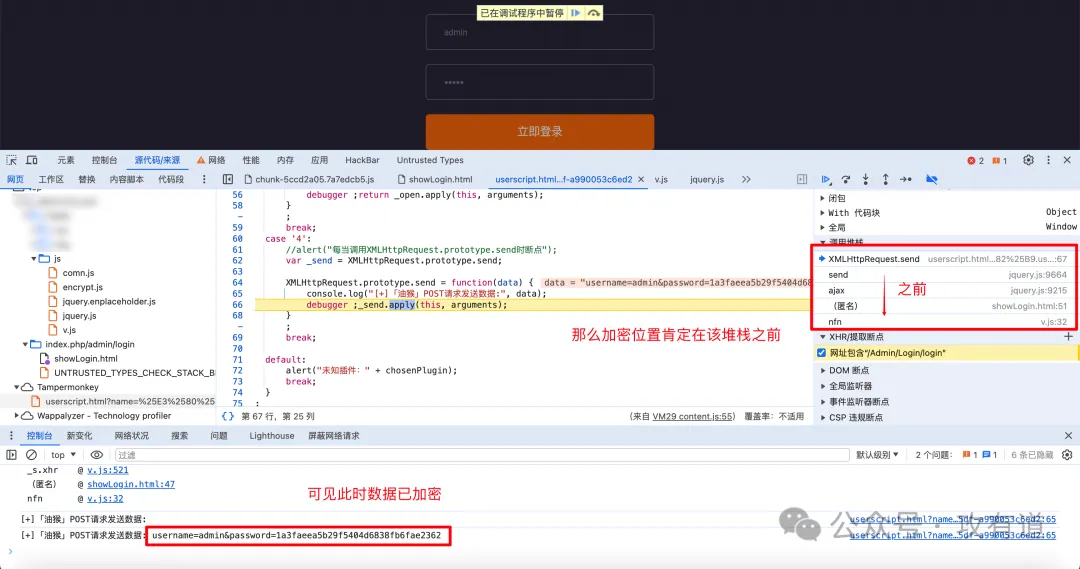 已在调试程序中暂停
admin
•••••
立即登录
元素 控制台 源代码/来源 网络 性能 内存 应用 HackBar Untrusted Types 2 1
网页 工作区 替换 内容脚本 代码段 chunk-5ccd2a05.7a7edcb5.js showLogin.html userscript.html…f-a990053c6ed2 v.js jquery.js
js
comn.js
encrypt.js
jquery.enplaceholder.js
jquery.js
v.js
index.php/admin/login
showLogin.html
UNTRUSTED_TYPES_CHECK_STACK_B
Tampermonkey
userscript.html?name=%25E3%2580%25
Wappalyzer - Technology profiler
56 debugger ;return _open.apply(this, arguments);
58 }
- ;
59 break;
60 case '4':
61 //alert("每当调用XMLHttpRequest.prototype.send时断点");
62 var _send = XMLHttpRequest.prototype.send;
63
64 XMLHttpRequest.prototype.send = function(data) { data = "username=admin&password=1a3faeea5b29f5404d68
65 console.log("[+]「油猴」POST请求发送数据:", data);
66 debugger ;_send.apply(this, arguments);
68 }
- ;
69 break;
70
71 default:
72 alert("未知插件: " + chosenPlugin);
73 break;
74 }
那么加密位置肯定在该堆栈之前
第 67 行，第 25 列 (来自 VM29 content.js:55) 覆盖率：不适用
闭包
With 代码块 Object
全局 Window
调用堆栈
XMLHttpRequest.send userscript.html…82%25B9.us…:67
send jquery.js:9664
ajax jquery.js:9215
（匿名） showLogin.html:51
nfn v.js:32
之前
XHR/提取断点
网址包含“/Admin/Login/login”
DOM 断点
全局监听器
事件监听器断点
CSP 违规断点
控制台 新变化 网络状况 搜索 问题 Lighthouse 屏蔽网络请求
top 过滤 默认级别 2 个问题: 1 1 6 条已隐藏
_s.xhr @ v.js:521
（匿名） @ showLogin.html:47
nfn @ v.js:32
可见此时数据已加密
[+]「油猴」POST请求发送数据: userscript.html?name…5df-a990053c6ed2:65
[+]「油猴」POST请求发送数据: username=admin&password=1a3faeea5b29f5404d6838fb6fae2362 userscript.html?name…5df-a990053c6ed2:65
公众号 · 攻有道